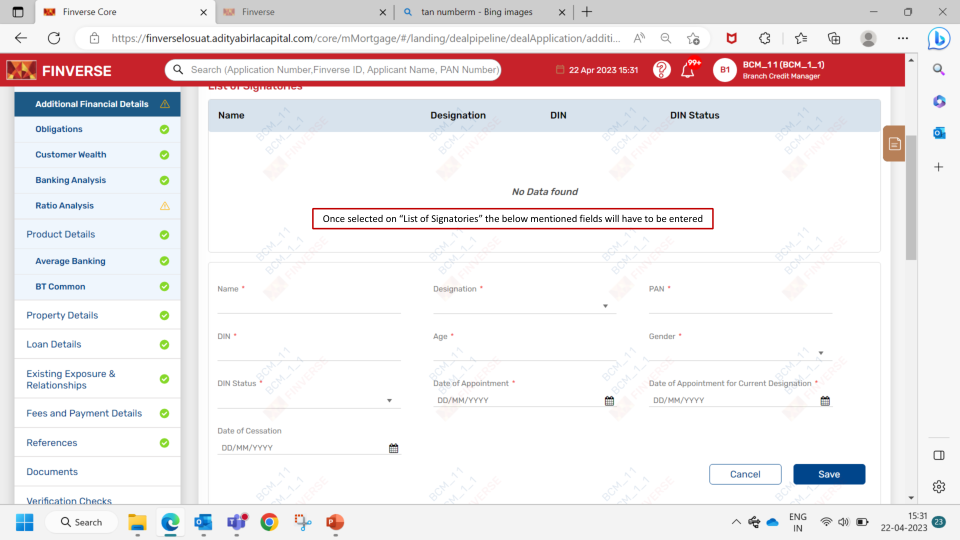 Finverse Core
Finverse
tan numberm - Bing images
https://finverselosuat.adityabirlacapital.com/core/mMortgage/#/landing/dealpipeline/dealApplication/additi...
FINVERSE
Search (Application Number,Finverse ID, Applicant Name, PAN Number)
22 Apr 2023 15:31
99+
B1
BCM_1 1 (BCM_1_1)
Branch Credit Manager
List of Signatories
Additional Financial Details
Obligations
Customer Wealth
Banking Analysis
Ratio Analysis
Product Details
Average Banking
BT Common
Property Details
Loan Details
Existing Exposure &
Relationships
Fees and Payment Details
References
Documents
Verification Checks
Name Designation DIN DIN Status
No Data found
Once selected on “List of Signatories” the below mentioned fields will have to be entered
Name * Designation * PAN *
DIN * Age * Gender *
DIN Status * Date of Appointment * Date of Appointment for Current Designation *
DD/MM/YYYY DD/MM/YYYY
Date of Cessation
DD/MM/YYYY
Cancel Save
BCM_1 1
BCM_1_1
FINVERSE
Search
ENG
IN
15:31
22-04-2023
23